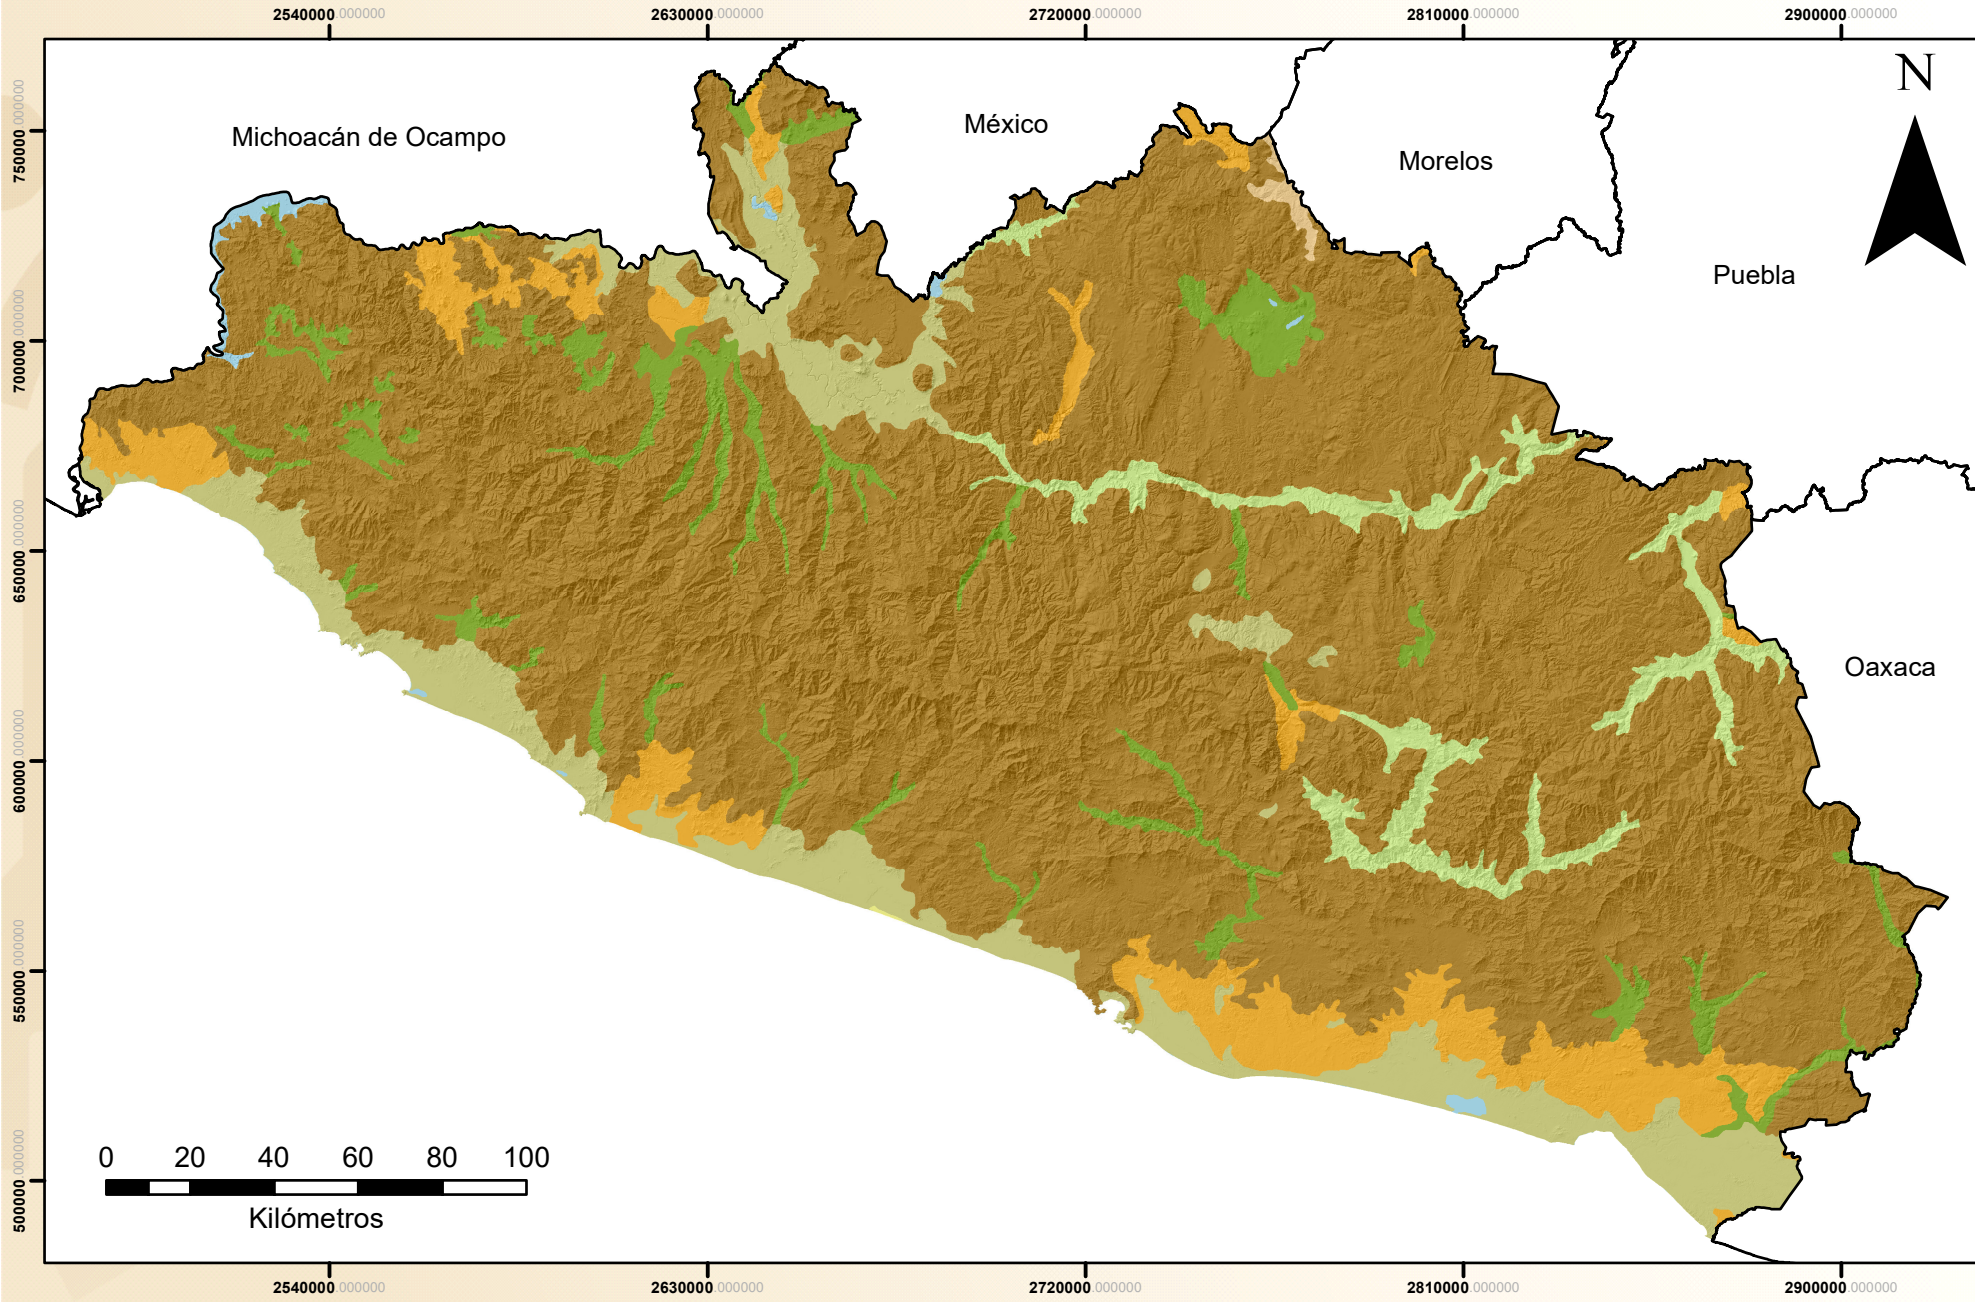 2540000.000000 2630000.000000 2720000.000000 2810000.000000 2900000.000000
N
México
Michoacán de Ocampo
Morelos
Puebla
Oaxaca
750000.000000
700000.000000
650000.000000
600000.000000
550000.000000
500000.000000
0 20 40 60 80 100
Kilómetros
2540000.000000 2630000.000000 2720000.000000 2810000.000000 2900000.000000